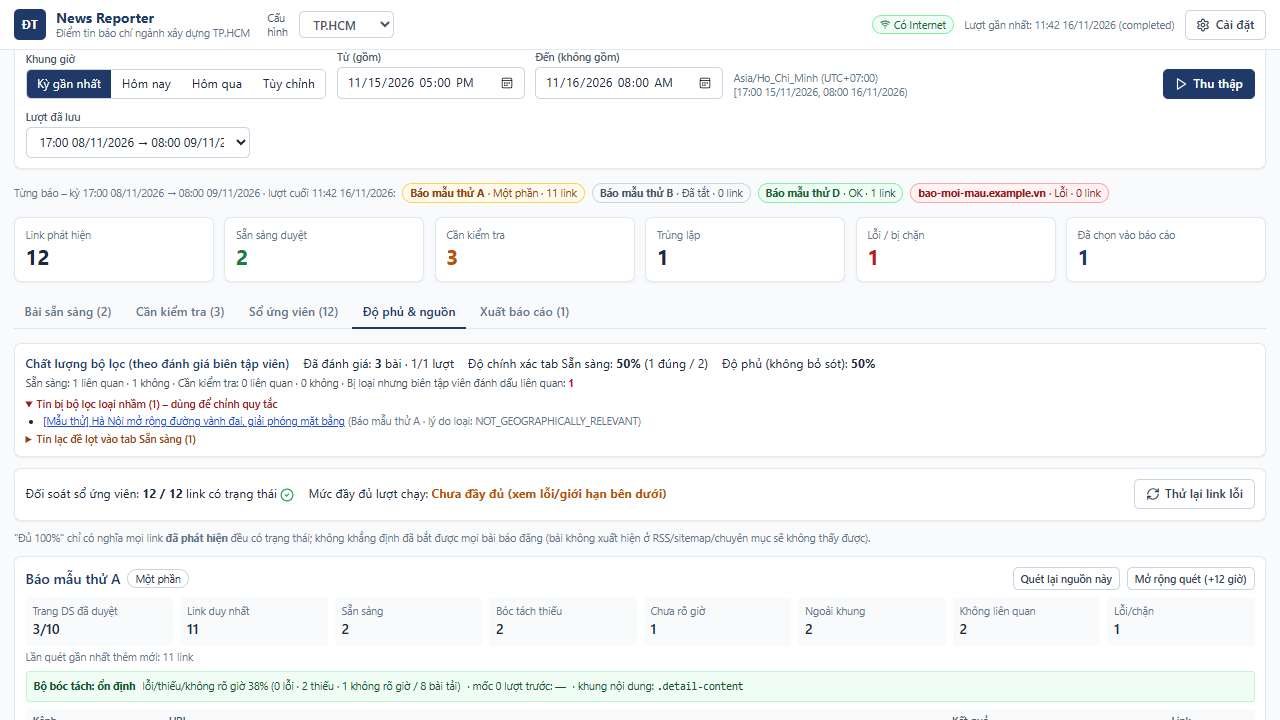 ĐT
News Reporter
Điểm tin báo chí ngành xây dựng TP.HCM
Cấu hình
TP.HCM
Có Internet
Lượt gần nhất: 11:42 16/11/2026 (completed)
Cài đặt
Khung giờ
Kỳ gần nhất Hôm nay Hôm qua Tùy chỉnh
Từ (gồm)
11/15/2026 05:00 PM
Đến (không gồm)
11/16/2026 08:00 AM
Asia/Ho_Chi_Minh (UTC+07:00)
[17:00 15/11/2026, 08:00 16/11/2026)
Thu thập
Lượt đã lưu
17:00 08/11/2026 → 08:00 09/11/2
Từng báo – kỳ 17:00 08/11/2026 → 08:00 09/11/2026 · lượt cuối 11:42 16/11/2026: Báo mẫu thử A · Một phần · 11 link Báo mẫu thử B · Đã tắt · 0 link Báo mẫu thử D · OK · 1 link bao-moi-mau.example.vn · Lỗi · 0 link
Link phát hiện
12
Sẵn sàng duyệt
2
Cần kiểm tra
3
Trùng lặp
1
Lỗi / bị chặn
1
Đã chọn vào báo cáo
1
Bài sẵn sàng (2) Cần kiểm tra (3) Sổ ứng viên (12) Độ phủ & nguồn Xuất báo cáo (1)
Chất lượng bộ lọc (theo đánh giá biên tập viên) Đã đánh giá: 3 bài · 1/1 lượt Độ chính xác tab Sẵn sàng: 50% (1 đúng / 2) Độ phủ (không bỏ sót): 50%
Sẵn sàng: 1 liên quan · 1 không · Cần kiểm tra: 0 liên quan · 0 không · Bị loại nhưng biên tập viên đánh dấu liên quan: 1
▼ Tin bị bộ lọc loại nhầm (1) – dùng để chỉnh quy tắc
• [Mẫu thử] Hà Nội mở rộng đường vành đai, giải phóng mặt bằng (Báo mẫu thử A · lý do loại: NOT_GEOGRAPHICALLY_RELEVANT)
▶ Tin lạc đề lọt vào tab Sẵn sàng (1)
Đối soát sổ ứng viên: 12 / 12 link có trạng thái Mức đầy đủ lượt chạy: Chưa đầy đủ (xem lỗi/giới hạn bên dưới)
Thử lại link lỗi
"Đủ 100%" chỉ có nghĩa mọi link đã phát hiện đều có trạng thái; không khẳng định đã bắt được mọi bài báo đăng (bài không xuất hiện ở RSS/sitemap/chuyên mục sẽ không thấy được).
Báo mẫu thử A Một phần
Quét lại nguồn này Mở rộng quét (+12 giờ)
Trang DS đã duyệt
3/10
Link duy nhất
11
Sẵn sàng
2
Bóc tách thiếu
2
Chưa rõ giờ
1
Ngoài khung
2
Không liên quan
2
Lỗi/chặn
1
Lần quét gần nhất thêm mới: 11 link
Bộ bóc tách: ổn định lỗi/thiếu/không rõ giờ 38% (0 lỗi · 2 thiếu · 1 không rõ giờ / 8 bài tải) · mốc 0 lượt trước: — · khung nội dung: .detail-content
Kênh URL Kết quả Link